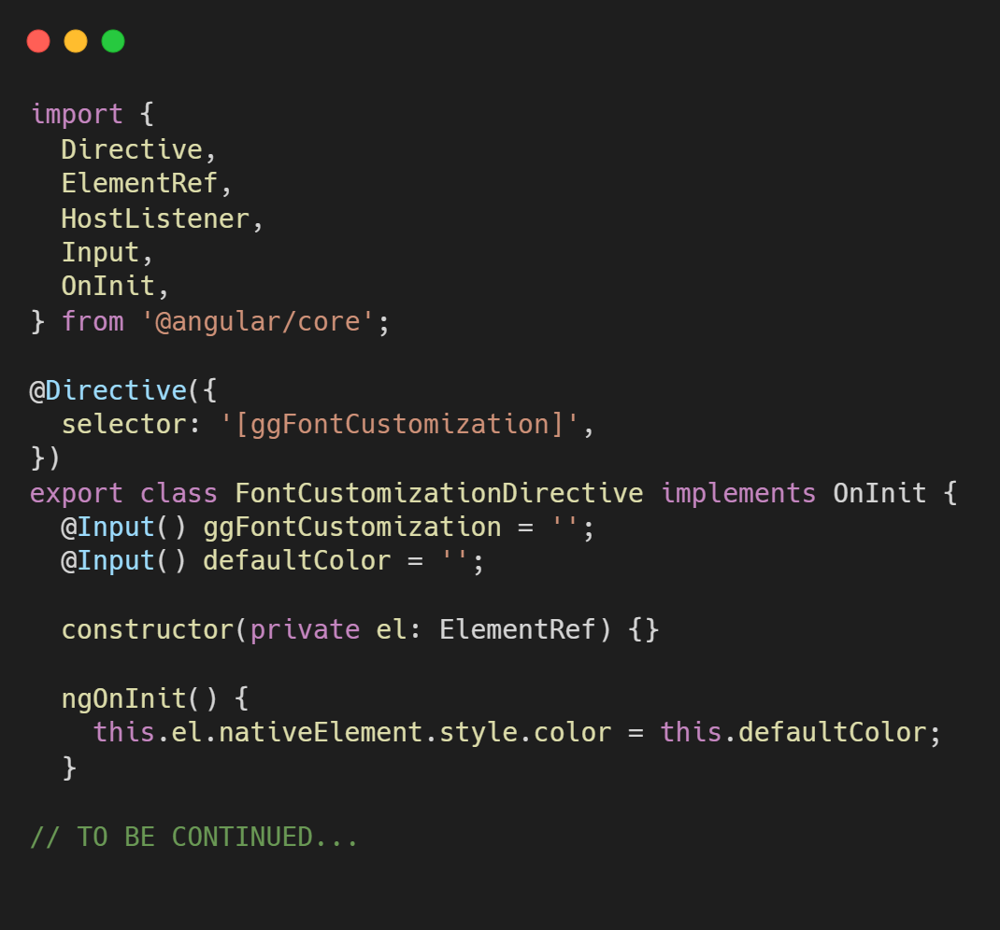 import {
  Directive,
  ElementRef,
  HostListener,
  Input,
  OnInit,
} from '@angular/core';

@Directive({
  selector: '[ggFontCustomization]',
})
export class FontCustomizationDirective implements OnInit {
  @Input() ggFontCustomization = '';
  @Input() defaultColor = '';

  constructor(private el: ElementRef) {}

  ngOnInit() {
    this.el.nativeElement.style.color = this.defaultColor;
  }

// TO BE CONTINUED...